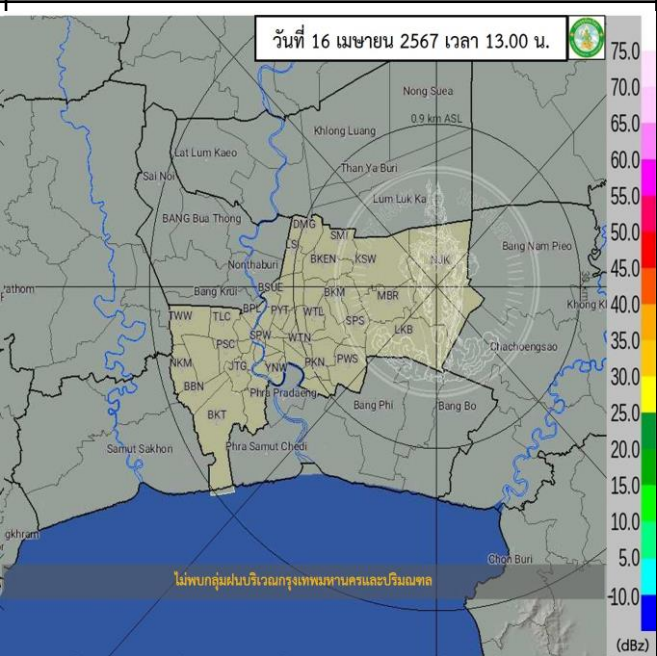 วันที่ 16 เมษายน 2567 เวลา 13.00 น.
75.0
70.0
65.0
60.0
55.0
50.0
45.0
40.0
35.0
30.0
25.0
20.0
15.0
10.0
5.0
-10.0
(dBz)
Nong Suea
0.9 km ASL
Khlong Luang
Lat Lum Kaeo
Than Ya Buri
Sai Noi
Lum Luk Ka
BANG Bua Thong
DMG
SMI
LSI
Bang Nam Pieo
BKEN
KSW
NJK
Nonthaburi
Bang Krui
BSUE
BKM
MBR
TWW
TLC
BPL
PYT
WTL
SPS
LKB
Khong
PSC
SPW
WTN
Chachoengsao
NKM
JTG
YNW
PKN
PWS
BBN
Phra Pradaeng
BKT
Bang Phi
Bang Bo
Samut Sakhon
Phra Samut Chedi
gkhram
Chon Buri
ไม่พบกลุ่มฝนบริเวณกรุงเทพมหานครและปริมณฑล